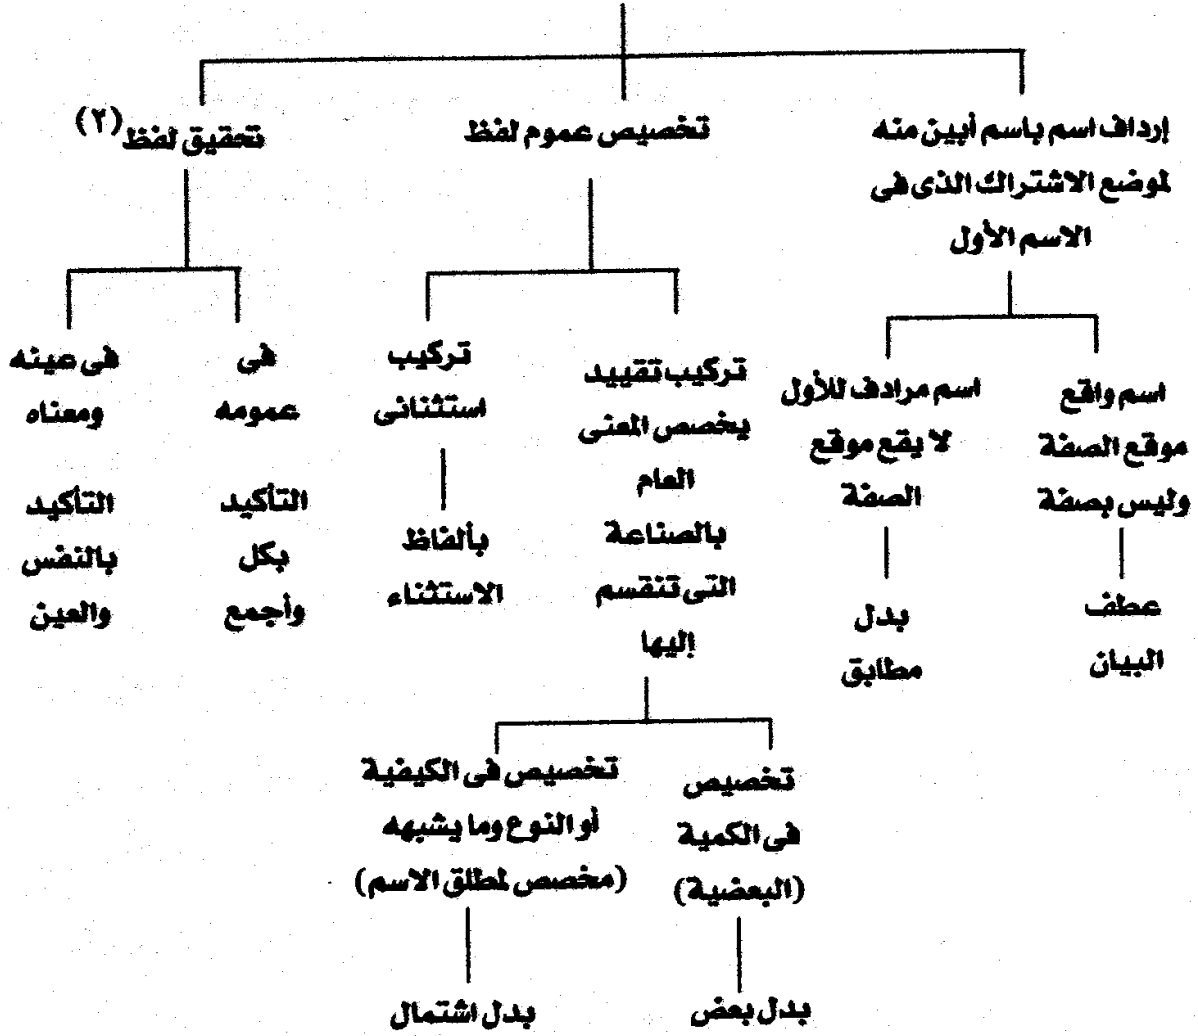 إرداف اسم باسم أبين منه
لموضع الاشتراك الذى فى
الاسم الأول
تخصيص عموم لفظ
تحقيق لفظ (٢)
اسم واقع
موقع الصفة
وليس بصفة
عطف
البيان
اسم مرادف للأول
لا يقع موقع
الصفة
بدل
مطابق
تركيب تقييد
يخصص المعنى
العام
بالصناعة
التى تنقسم
إليها
تخصيص
فى الكمية
(البعضية)
بدل بعض
تخصيص فى الكيفية
أو النوع وما يشبهه
(مخصص لمطلق الاسم)
بدل اشتمال
تركيب
استثنائى
بألفاظ
الاستثناء
فى
عمومه
التأكيد
بكل
وأجمع
فى عينه
ومعناه
التأكيد
بالنفس
والعين